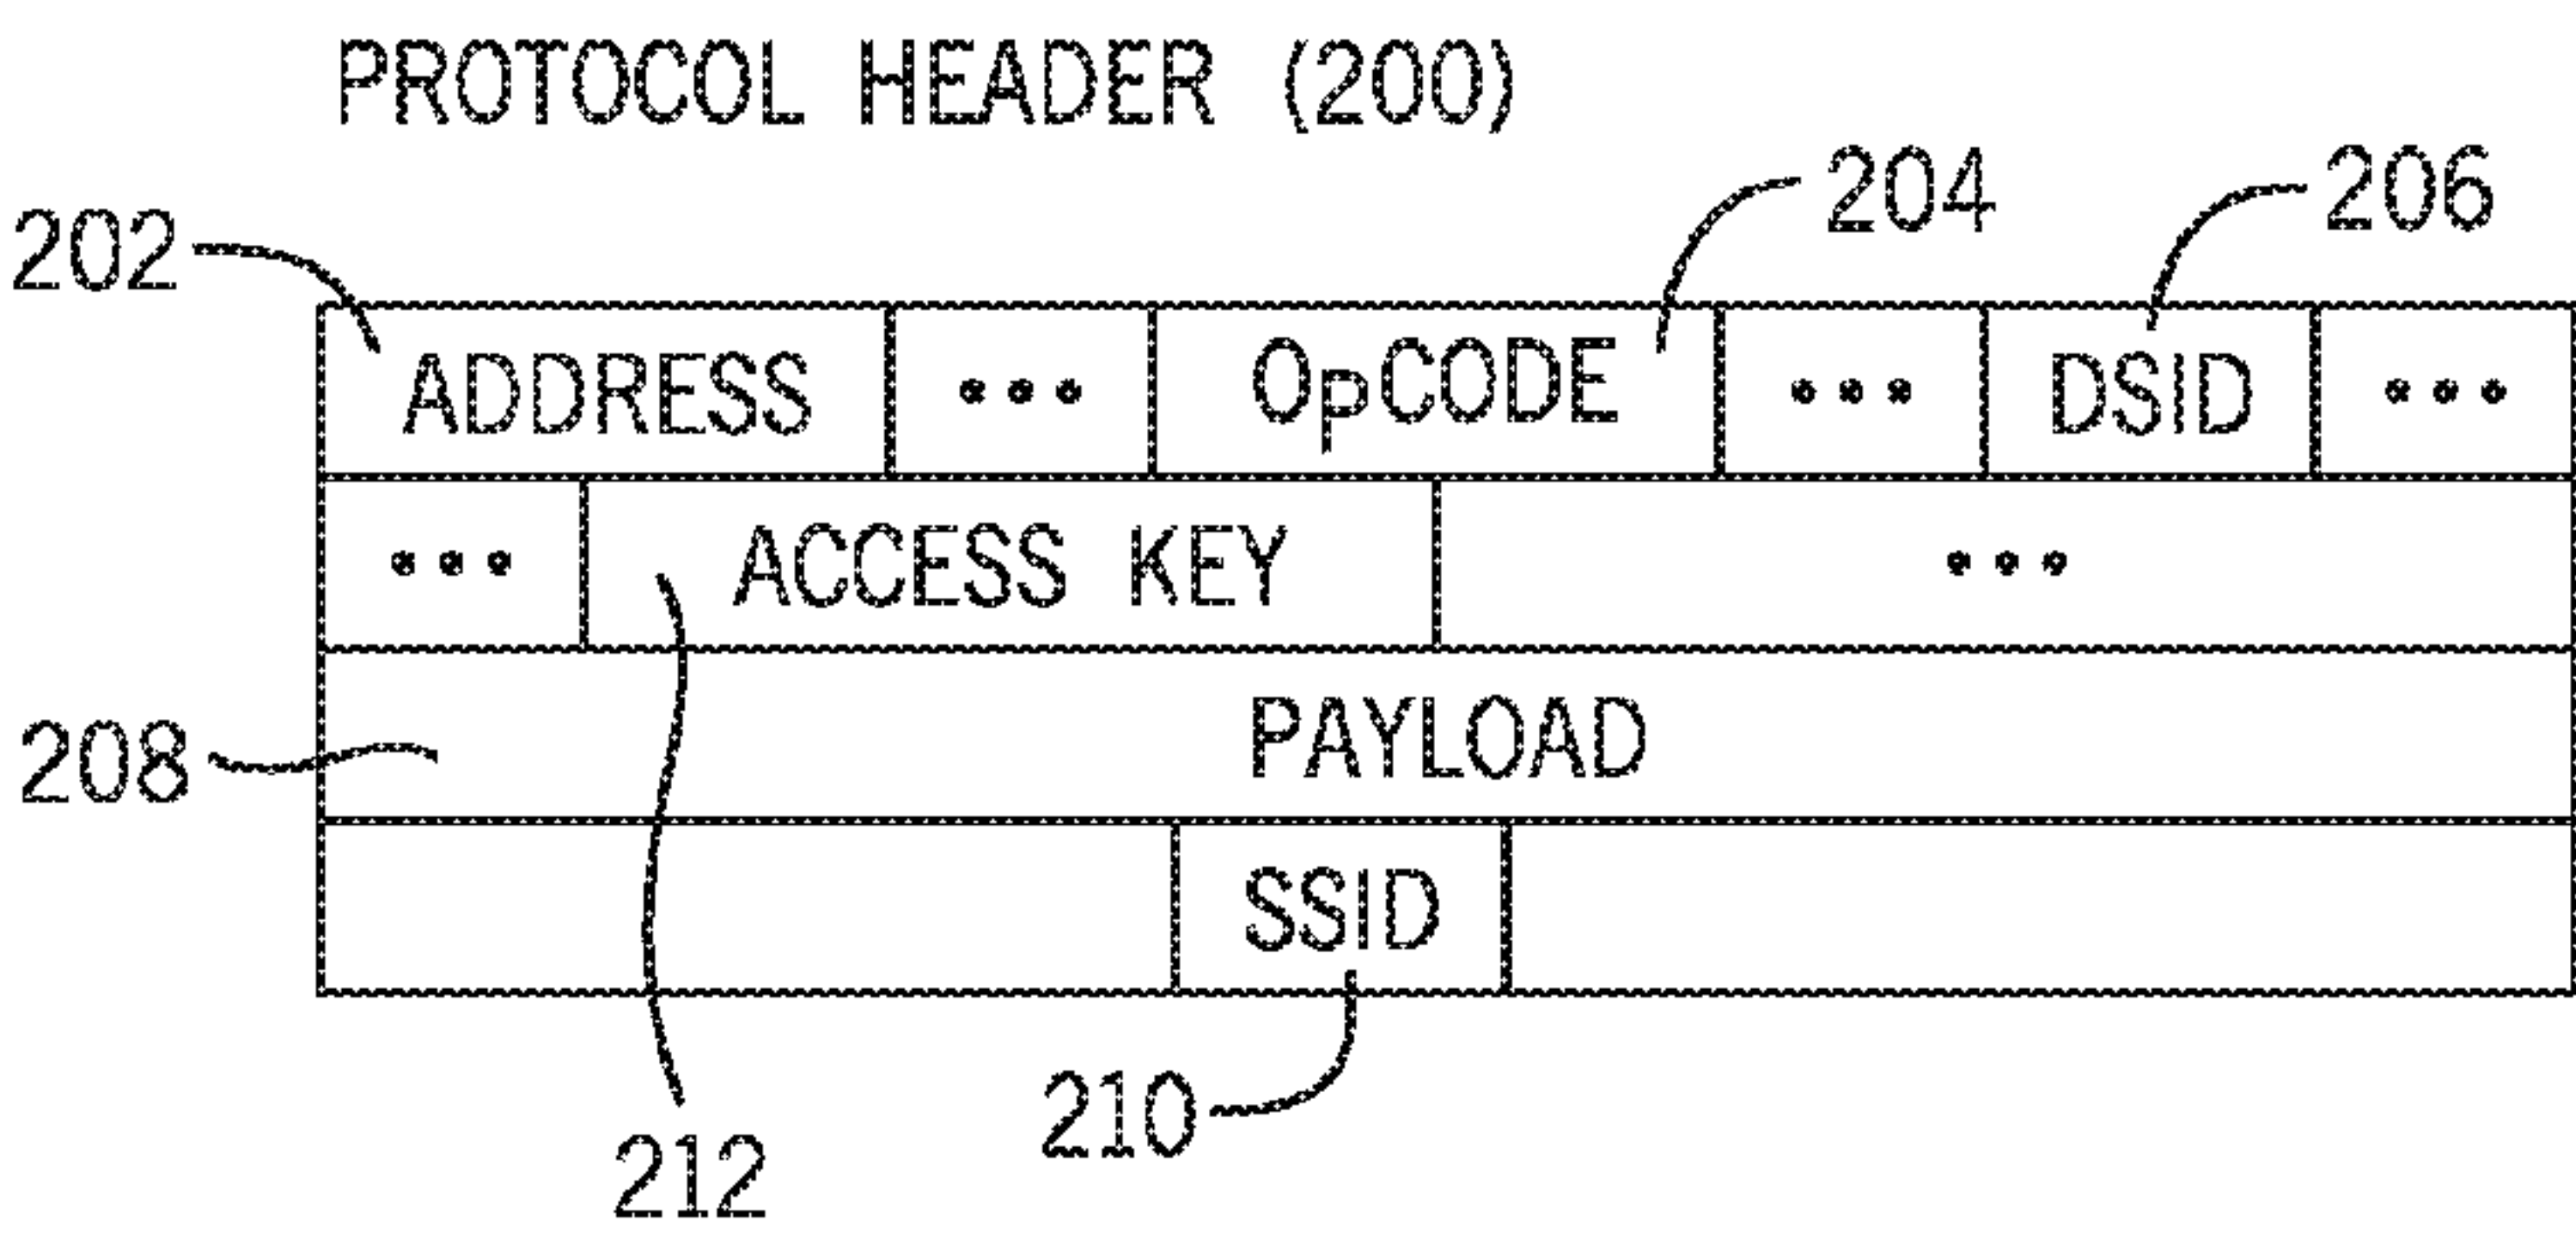 PROTOCOL HEADER (200)
204
206
202
ADDRESS ••• OpCODE ••• DSID •••
••• ACCESS KEY •••
PAYLOAD
208
SSID
210
212